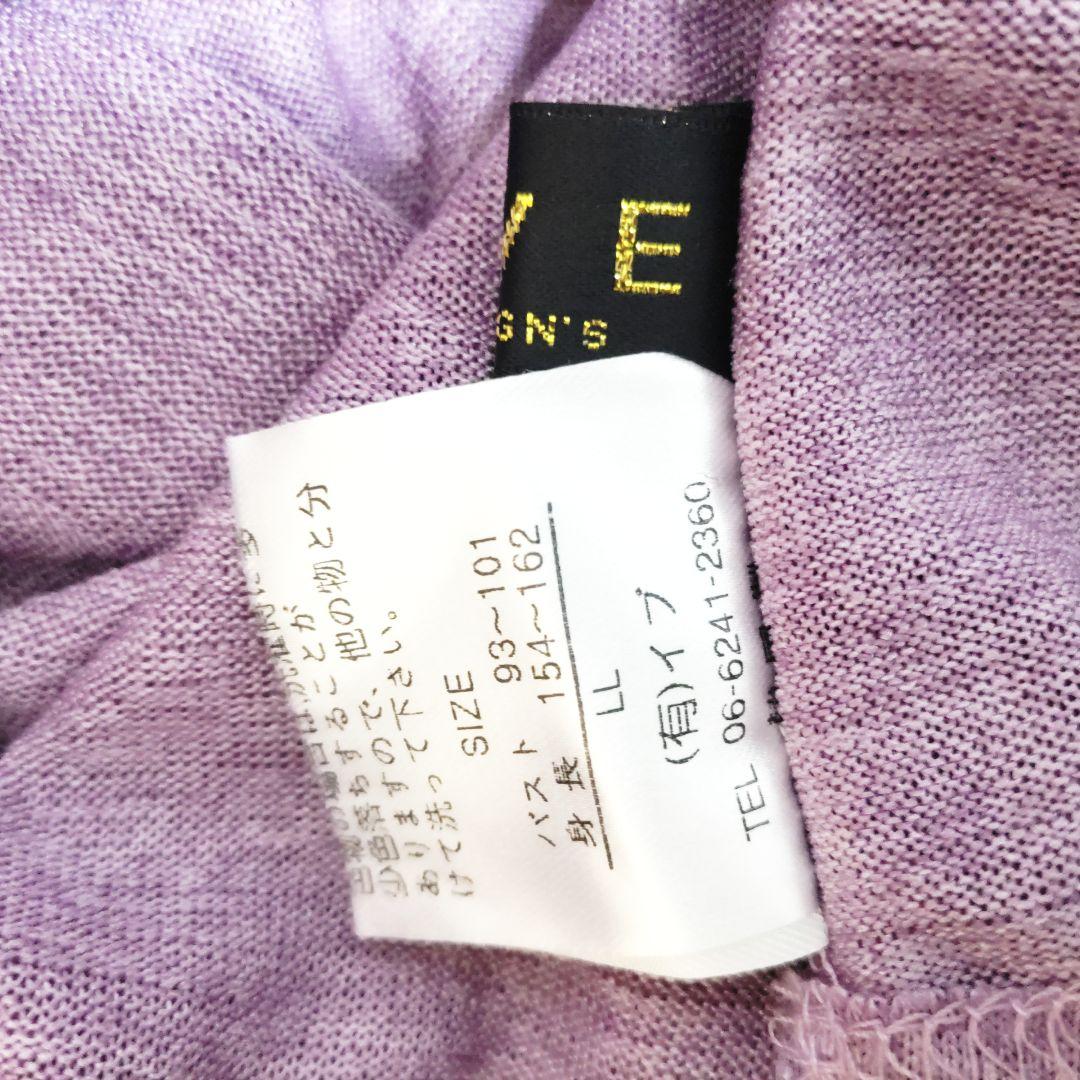 V E
GN'S
少色落ちすることが
ありますので、他の物と分
けて洗って下さい。
SIZE
バスト 93～101
身長 154～162
LL
(有)イブ
TEL 06-6241-2360